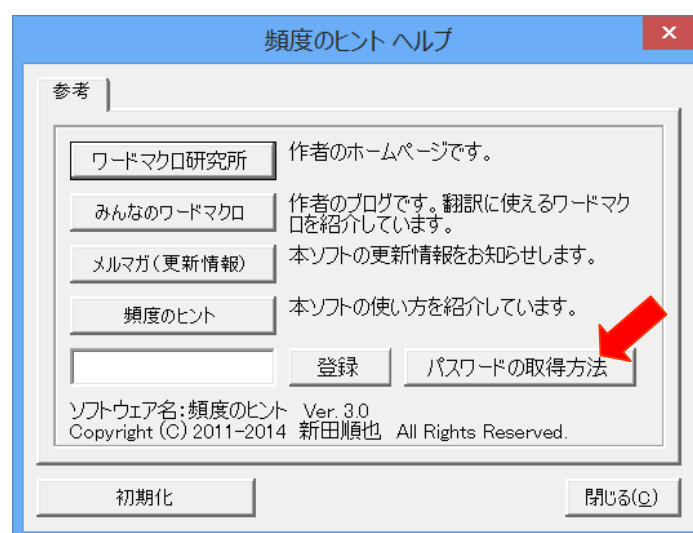 頻度のヒント ヘルプ
参考
ワードマクロ研究所
作者のホームページです。
みんなのワードマクロ
作者のブログです。翻訳に使えるワードマク
ロを紹介しています。
メルマガ(更新情報)
本ソフトの更新情報をお知らせします。
頻度のヒント
本ソフトの使い方を紹介しています。
登録
パスワードの取得方法
ソフトウェア名:頻度のヒント Ver. 3.0
Copyright (C) 2011-2014 新田順也 All Rights Reserved.
初期化
閉じる(C)